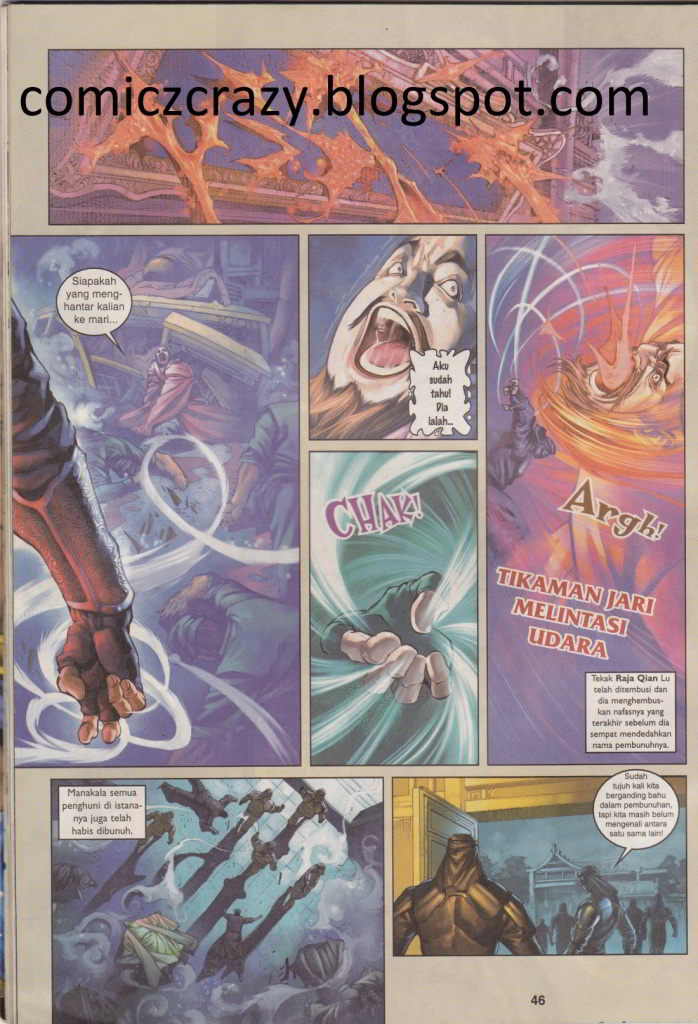 comiczcrazy.blogspot.com
Siapakah
yang meng-
hantar kalian
ke mari...
Aku
sudah
tahu!
Dia
ialah...
CHAK!
Argh!
TIKAMAN JARI
MELINTASI
UDARA
Tekak Raja Qian Lu
telah ditembusi dan
dia menghembus-
kan nafasnya yang
terakhir sebelum dia
sempat mendedahkan
nama pembunuhnya.
Manakala semua
penghuni di istana-
nya juga telah
habis dibunuh.
Sudah
tujuh kali kita
berganding bahu
dalam pembunuhan,
tapi kita masih belum
mengenali antara
satu sama lain!
46